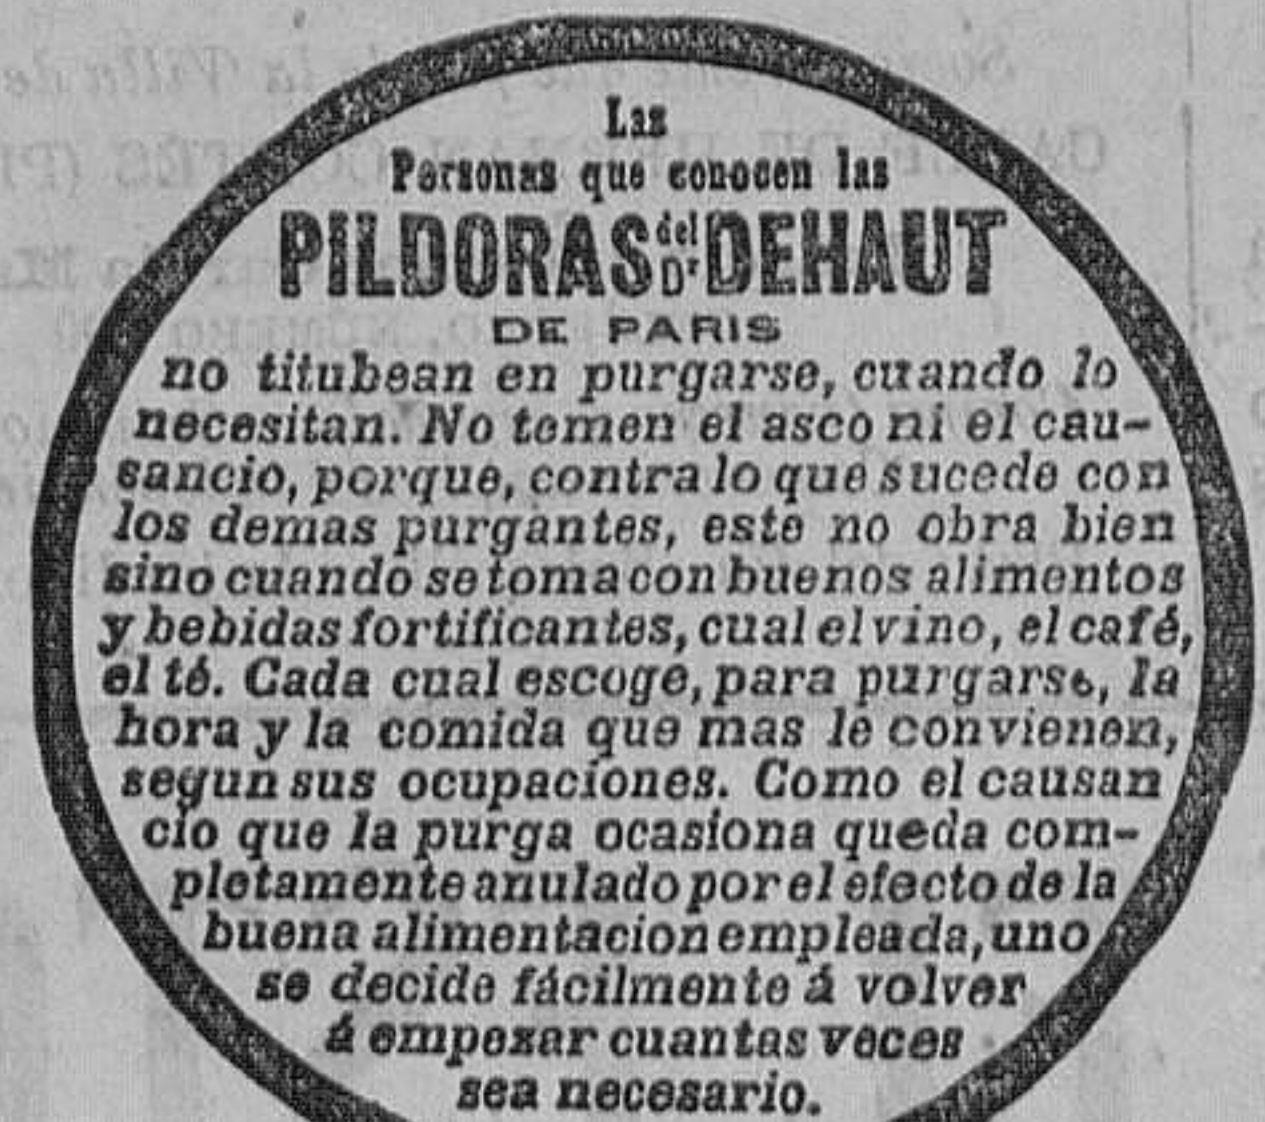 Las
Personas que conocen las
PILDORAS del Dr DEHAUT
DE PARIS
no titubean en purgarse, cuando lo
necesitan. No temen el asco ni el cau-
sancio, porque, contra lo que sucede con
los demas purgantes, este no obra bien
sino cuando se toma con buenos alimentos
y bebidas fortificantes, cual el vino, el café,
el té. Cada cual escoge, para purgarse, la
hora y la comida que mas le convienen,
segun sus ocupaciones. Como el causan
cio que la purga ocasiona queda com-
pletamente anulado por el efecto de la
buena alimentacion empleada, uno
se decide fácilmente á volver
á empezar cuantas veces
sea necesario.